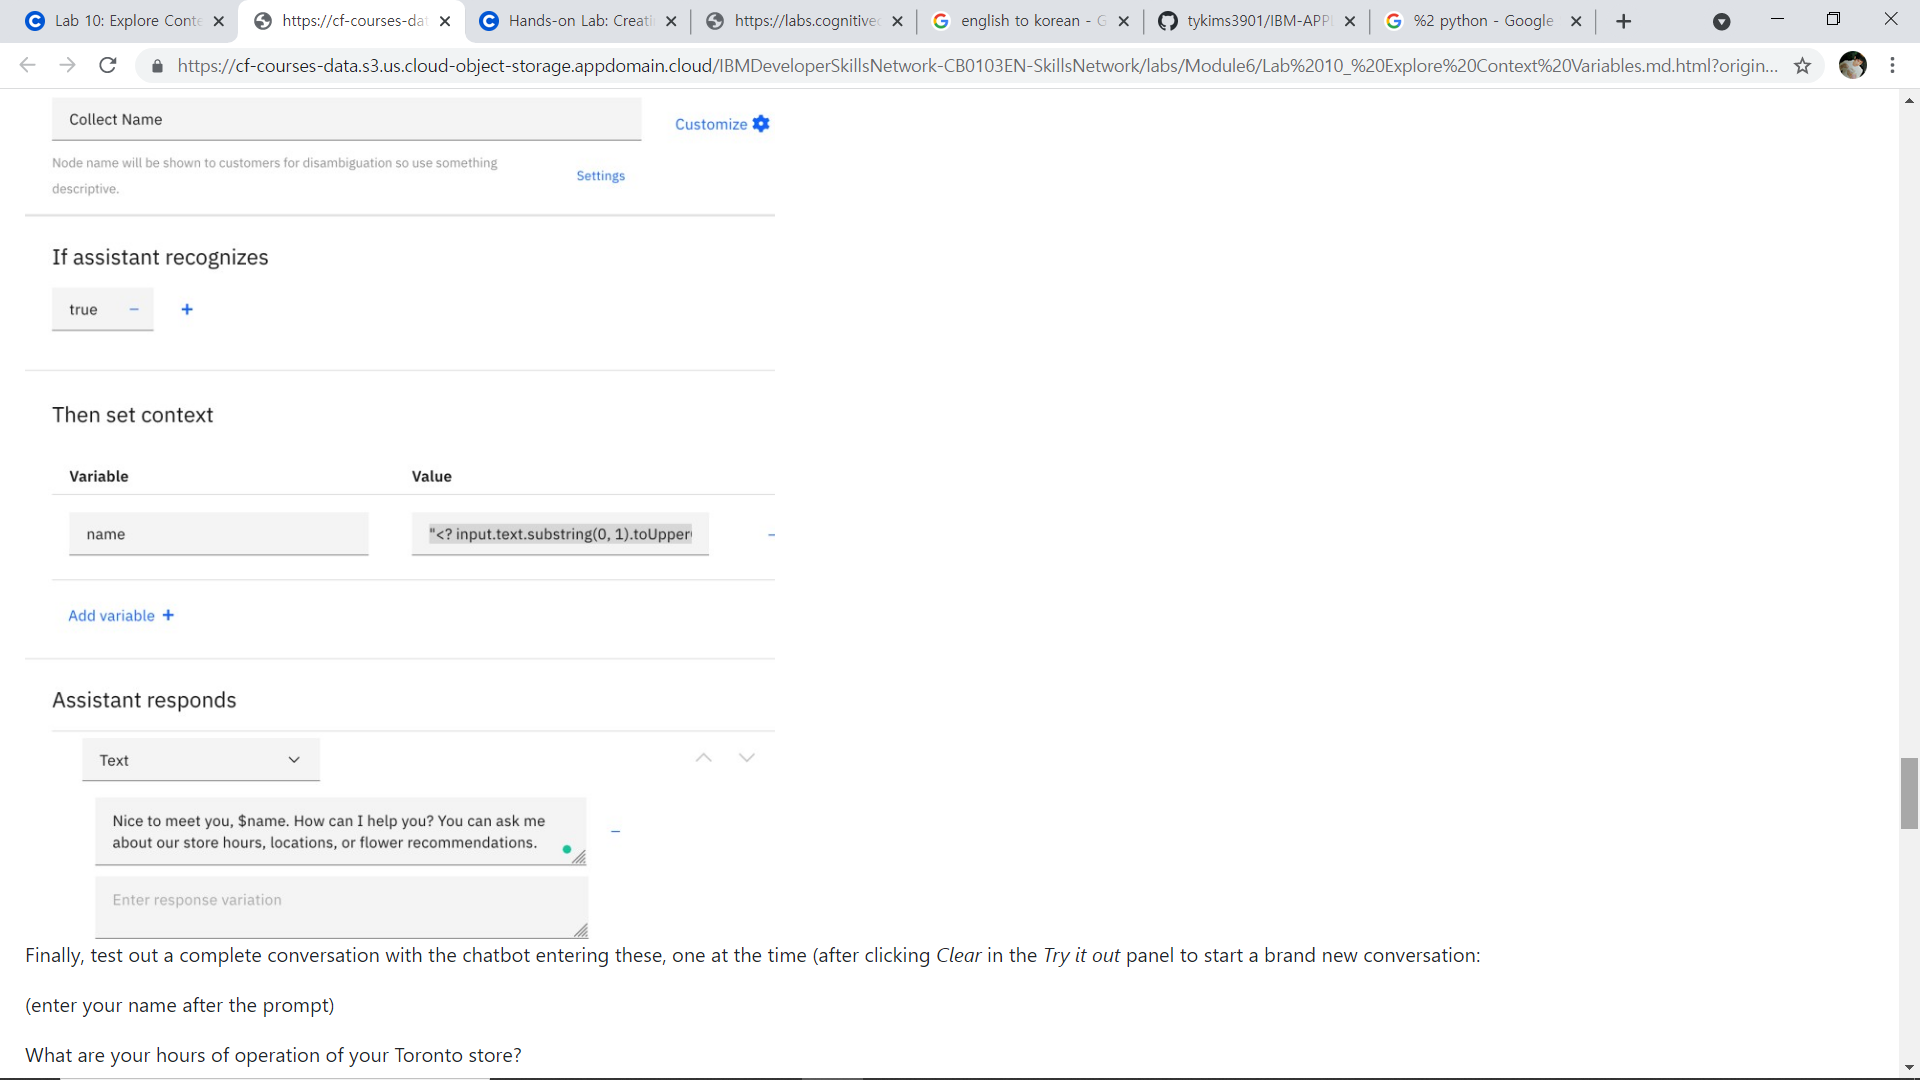 Lab 10: Explore Conte
https://cf-courses-dat
Hands-on Lab: Creatin
https://labs.cognitivec
english to korean - G
tykims3901/IBM-APPL
%2 python - Google
https://cf-courses-data.s3.us.cloud-object-storage.appdomain.cloud/IBMDeveloperSkillsNetwork-CB0103EN-SkillsNetwork/labs/Module6/Lab%2010_%20Explore%20Context%20Variables.md.html?origin...
Collect Name
Customize
Node name will be shown to customers for disambiguation so use something
descriptive.
Settings
If assistant recognizes
true − +
Then set context
Variable Value
name "<? input.text.substring(0, 1).toUpper( −
Add variable +
Assistant responds
Text
Nice to meet you, $name. How can I help you? You can ask me
about our store hours, locations, or flower recommendations.
−
Enter response variation
Finally, test out a complete conversation with the chatbot entering these, one at the time (after clicking Clear in the Try it out panel to start a brand new conversation:
(enter your name after the prompt)
What are your hours of operation of your Toronto store?